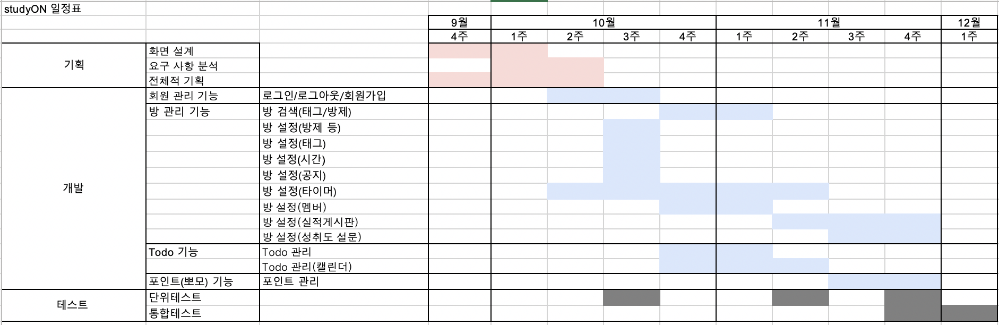 studyON 일정표
9월 10월 11월 12월
4주 1주 2주 3주 4주 1주 2주 3주 4주 1주
기획
화면 설계
요구 사항 분석
전체적 기획
개발
회원 관리 기능 로그인/로그아웃/회원가입
방 관리 기능 방 검색(태그/방제)
방 설정(방제 등)
방 설정(태그)
방 설정(시간)
방 설정(공지)
방 설정(타이머)
방 설정(멤버)
방 설정(실적게시판)
방 설정(성취도 설문)
Todo 기능 Todo 관리
Todo 관리(캘린더)
포인트(뽀모) 기능 포인트 관리
테스트
단위테스트
통합테스트